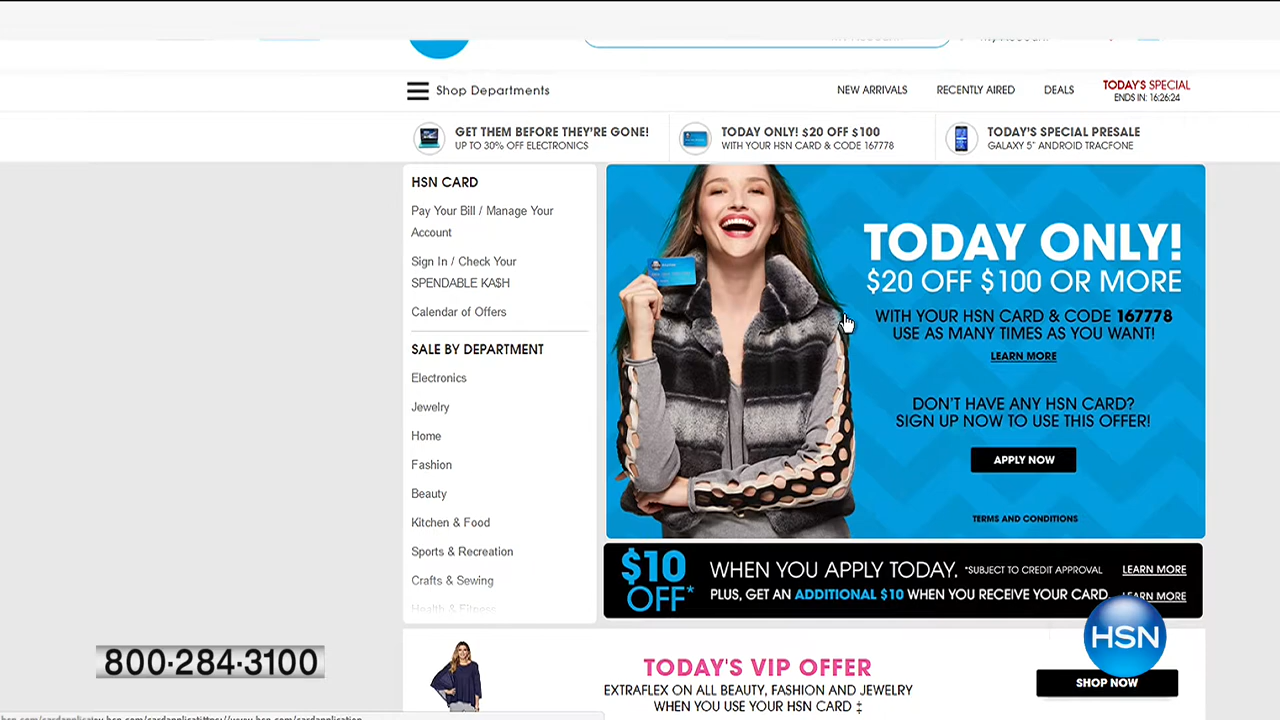 Shop Departments
NEW ARRIVALS
RECENTLY AIRED
DEALS
TODAY'S SPECIAL
ENDS IN: 16:26:24
GET THEM BEFORE THEY'RE GONE!
UP TO 30% OFF ELECTRONICS
TODAY ONLY! $20 OFF $100
WITH YOUR HSN CARD & CODE 167778
TODAY'S SPECIAL PRESALE
GALAXY 5" ANDROID TRACFONE
HSN CARD
Pay Your Bill / Manage Your
Account
Sign In / Check Your
SPENDABLE KA$H
Calendar of Offers
SALE BY DEPARTMENT
Electronics
Jewelry
Home
Fashion
Beauty
Kitchen & Food
Sports & Recreation
Crafts & Sewing
Health & Fitness
TODAY ONLY!
$20 OFF $100 OR MORE
WITH YOUR HSN CARD & CODE 167778
USE AS MANY TIMES AS YOU WANT!
LEARN MORE
DON'T HAVE ANY HSN CARD?
SIGN UP NOW TO USE THIS OFFER!
APPLY NOW
TERMS AND CONDITIONS
$10
OFF*
WHEN YOU APPLY TODAY. *SUBJECT TO CREDIT APPROVAL LEARN MORE
PLUS, GET AN ADDITIONAL $10 WHEN YOU RECEIVE YOUR CARD. LEARN MORE
HSN
800-284-3100
TODAY'S VIP OFFER
EXTRAFLEX ON ALL BEAUTY, FASHION AND JEWELRY
WHEN YOU USE YOUR HSN CARD ‡
SHOP NOW